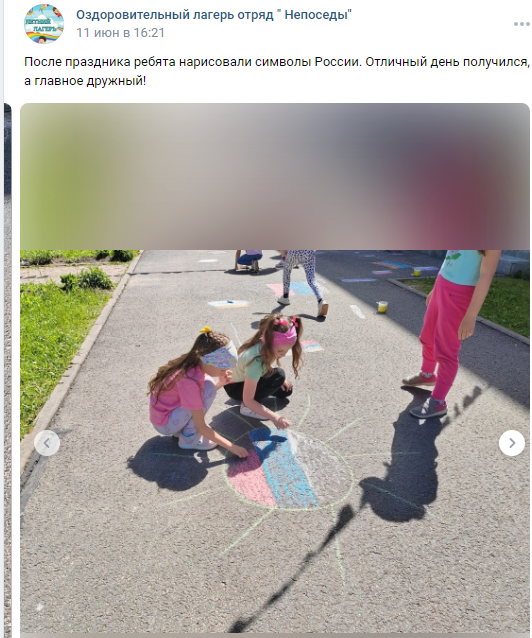 Оздоровительный лагерь отряд " Непоседы"
11 июн в 16:21
После праздника ребята нарисовали символы России. Отличный день получился,
а главное дружный!
ЛЕТНИЙ
ЛАГЕРЬ